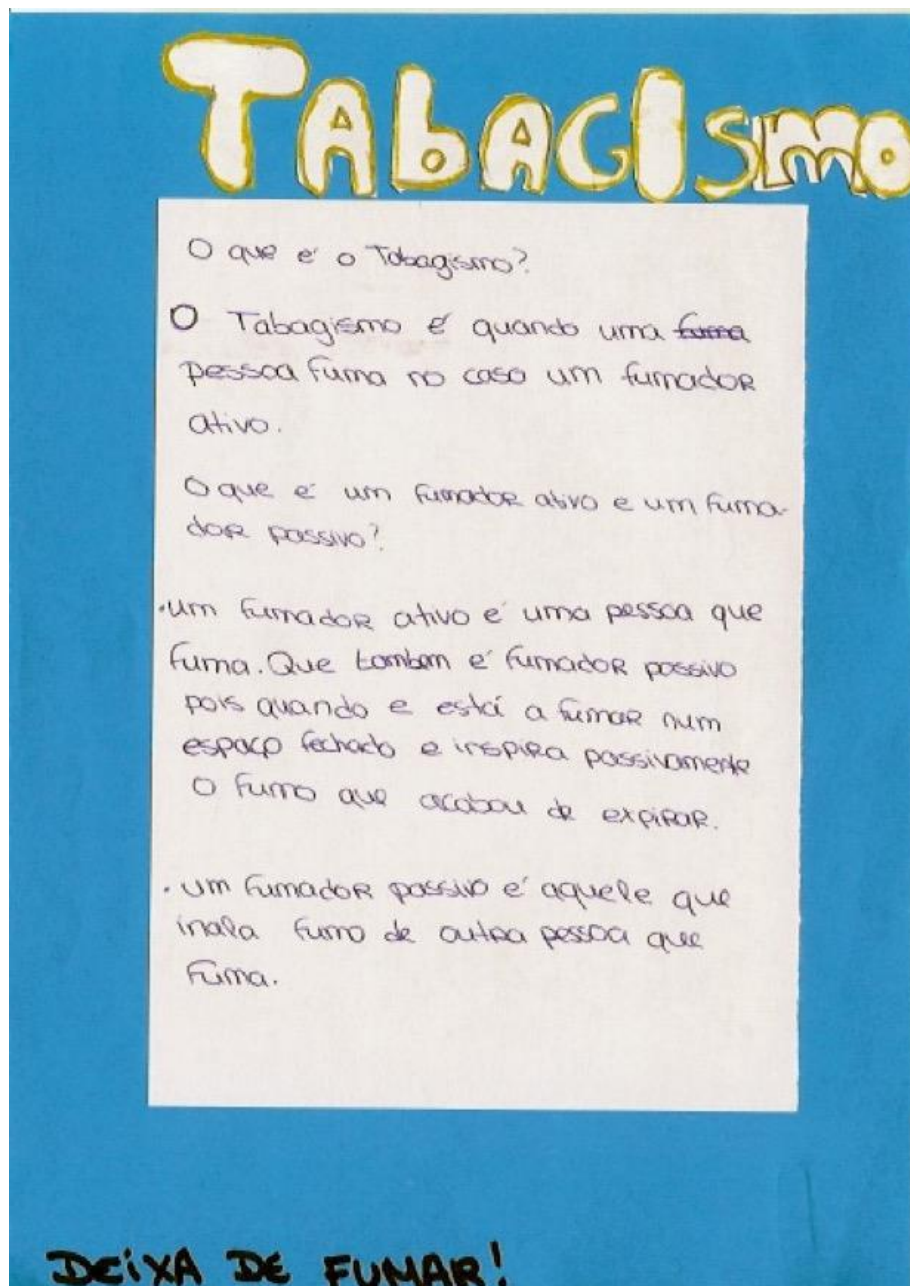 TAbAGISmo
O que é o Tabagismo?
O Tabagismo é quando uma fuma
pessoa fuma no caso um fumador
ativo.
O que é um fumador ativo e um fuma-
dor passivo?
·um fumador ativo é uma pessoa que
fuma. Que tambem é fumador passivo
pois quando e está a fumar num
espaço fechado e inspira passivamente
o fumo que acabou de expirar.
·um fumador passivo é aquele que
inala fumo de outra pessoa que
fuma.
DEiXA DE FUMAR!